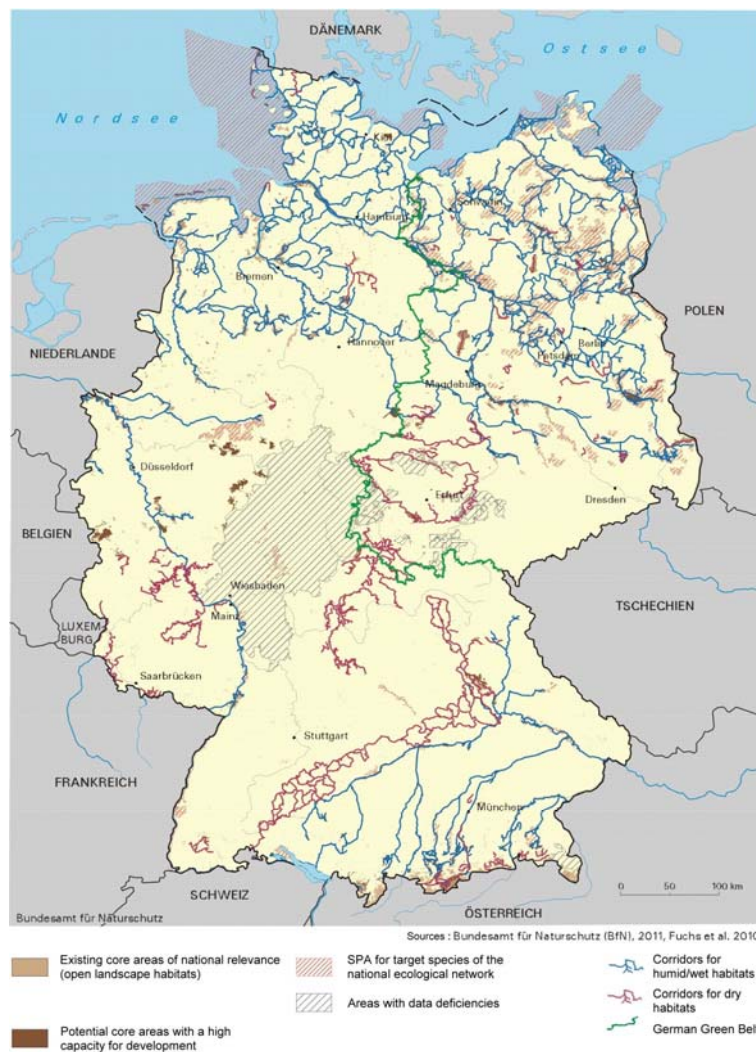 DÄNEMARK
Ostsee
Nordsee
Kiel
Schwerin
Hamburg
Bremen
POLEN
NIEDERLANDE
Hannover
Berlin
Potsdam
Magdeburg
Düsseldorf
Erfurt
Dresden
BELGIEN
Wiesbaden
Mainz
TSCHECHIEN
LUXEM
BURG
Saarbrücken
Stuttgart
FRANKREICH
München
SCHWEIZ
ÖSTERREICH
0 50 100 km
Bundesamt für Naturschutz
Sources : Bundesamt für Naturschutz (BfN), 2011, Fuchs et al. 2010
Existing core areas of national relevance
(open landscape habitats)
Potential core areas with a high
capacity for development
SPA for target species of the
national ecological network
Areas with data deficiencies
Corridors for
humid/wet habitats
Corridors for dry
habitats
German Green Bel